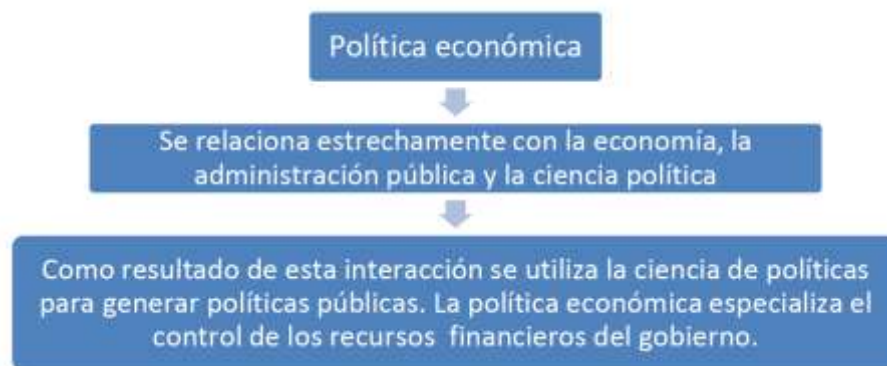 Política económica
Se relaciona estrechamente con la economía, la
administración pública y la ciencia política
Como resultado de esta interacción se utiliza la ciencia de políticas
para generar políticas públicas. La política económica especializa el
control de los recursos financieros del gobierno.